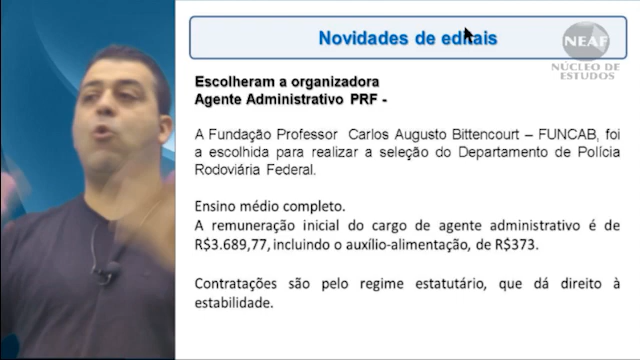 Novidades de editais
NEAF
NÚCLEO DE
ESTUDOS
Escolheram a organizadora
Agente Administrativo PRF -
A Fundação Professor Carlos Augusto Bittencourt – FUNCAB, foi
a escolhida para realizar a seleção do Departamento de Polícia
Rodoviária Federal.
Ensino médio completo.
A remuneração inicial do cargo de agente administrativo é de
R$3.689,77, incluindo o auxílio-alimentação, de R$373.
Contratações são pelo regime estatutário, que dá direito à
estabilidade.